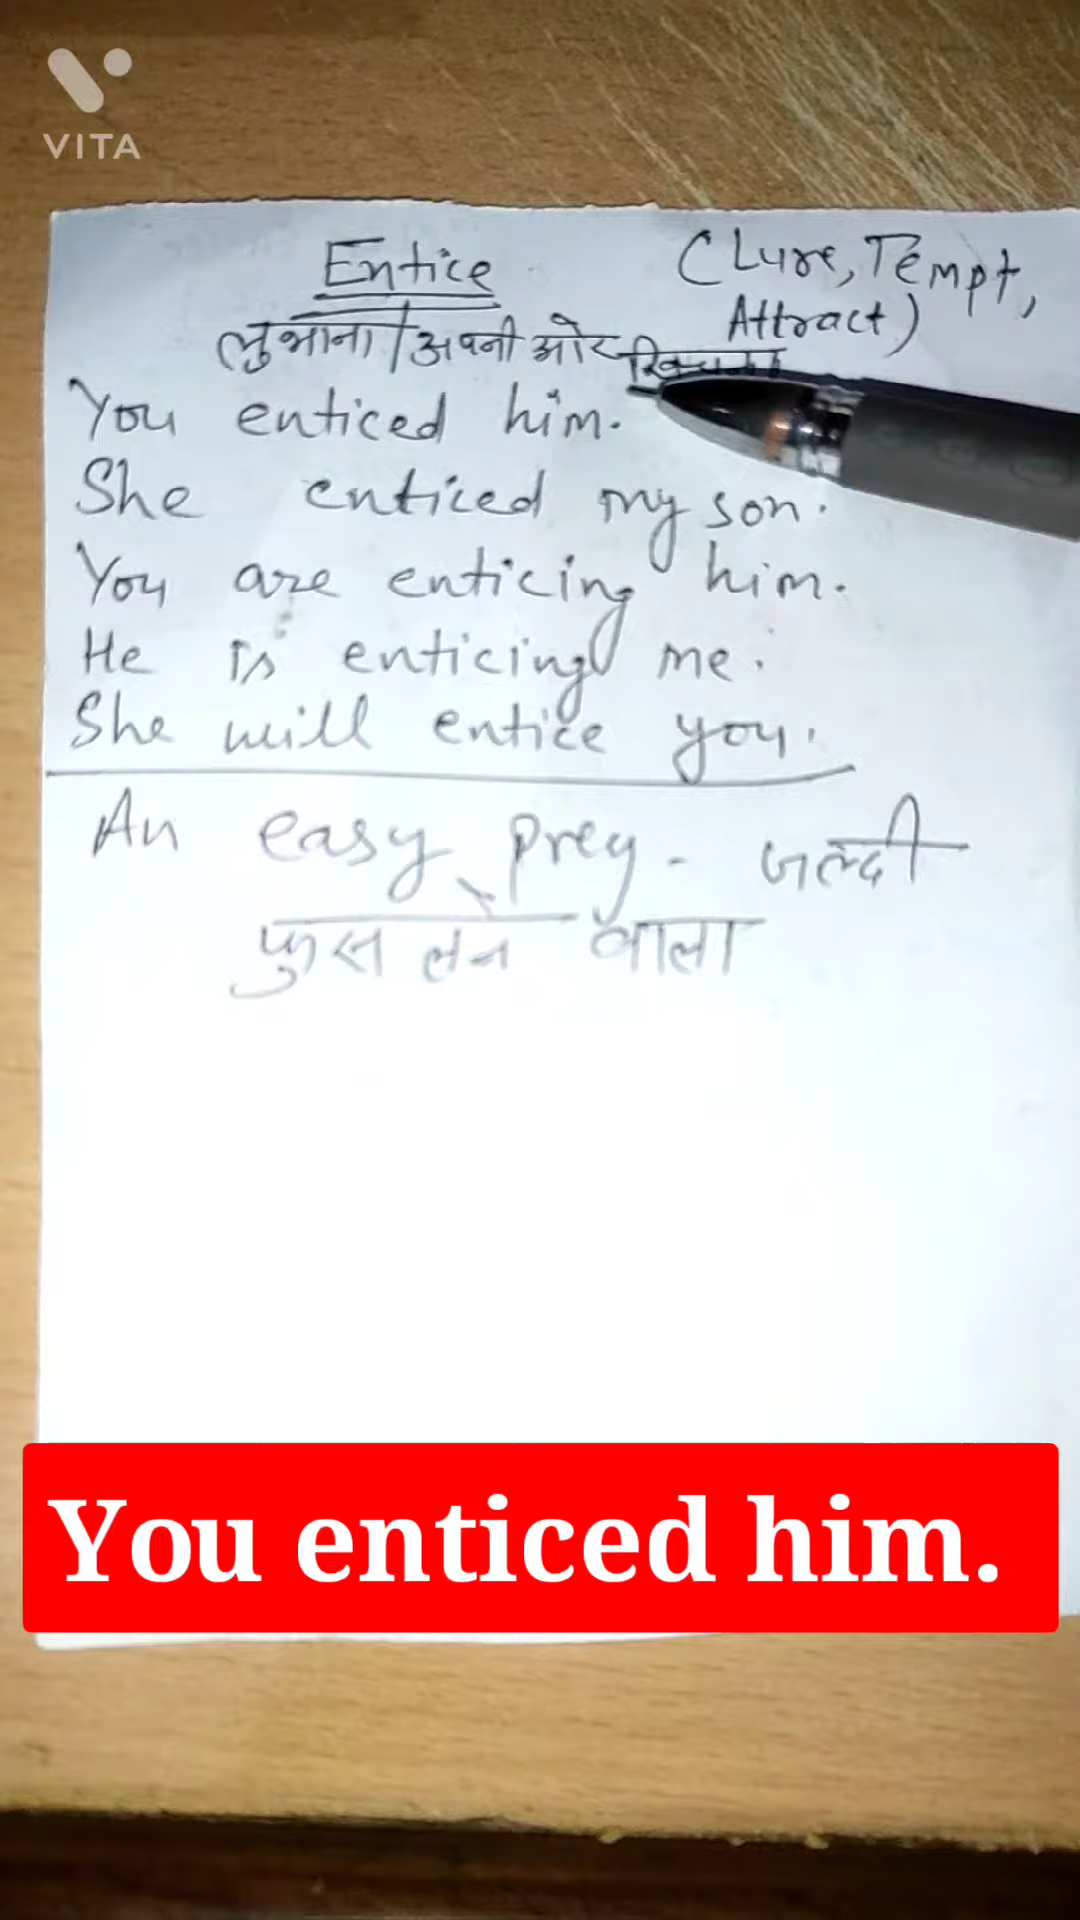 VITA
Entice (Lure, Tempt,
Attract)
लुभाना/अपनी ओर
You enticed him.
She enticed my son.
You are enticing him.
He is enticing me.
She will entice you.
An easy prey - जल्दी
फुसलने वाला
You enticed him.